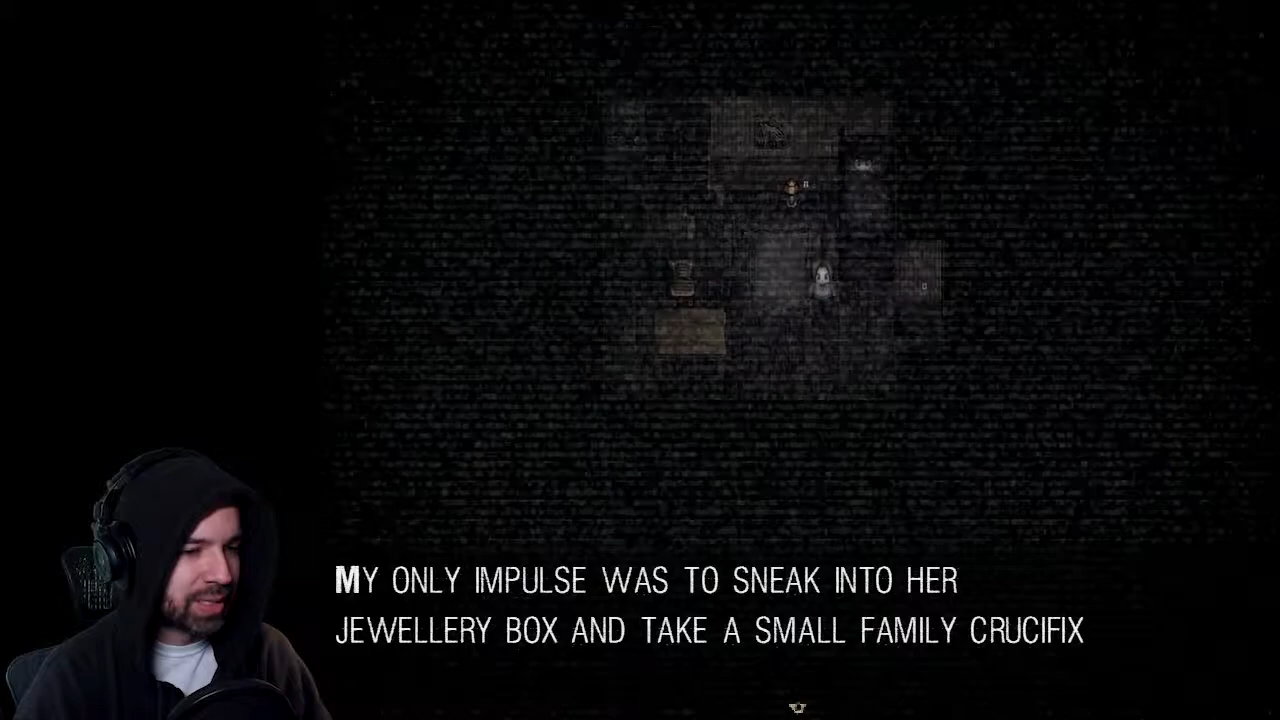 MY ONLY IMPULSE WAS TO SNEAK INTO HER
JEWELLERY BOX AND TAKE A SMALL FAMILY CRUCIFIX